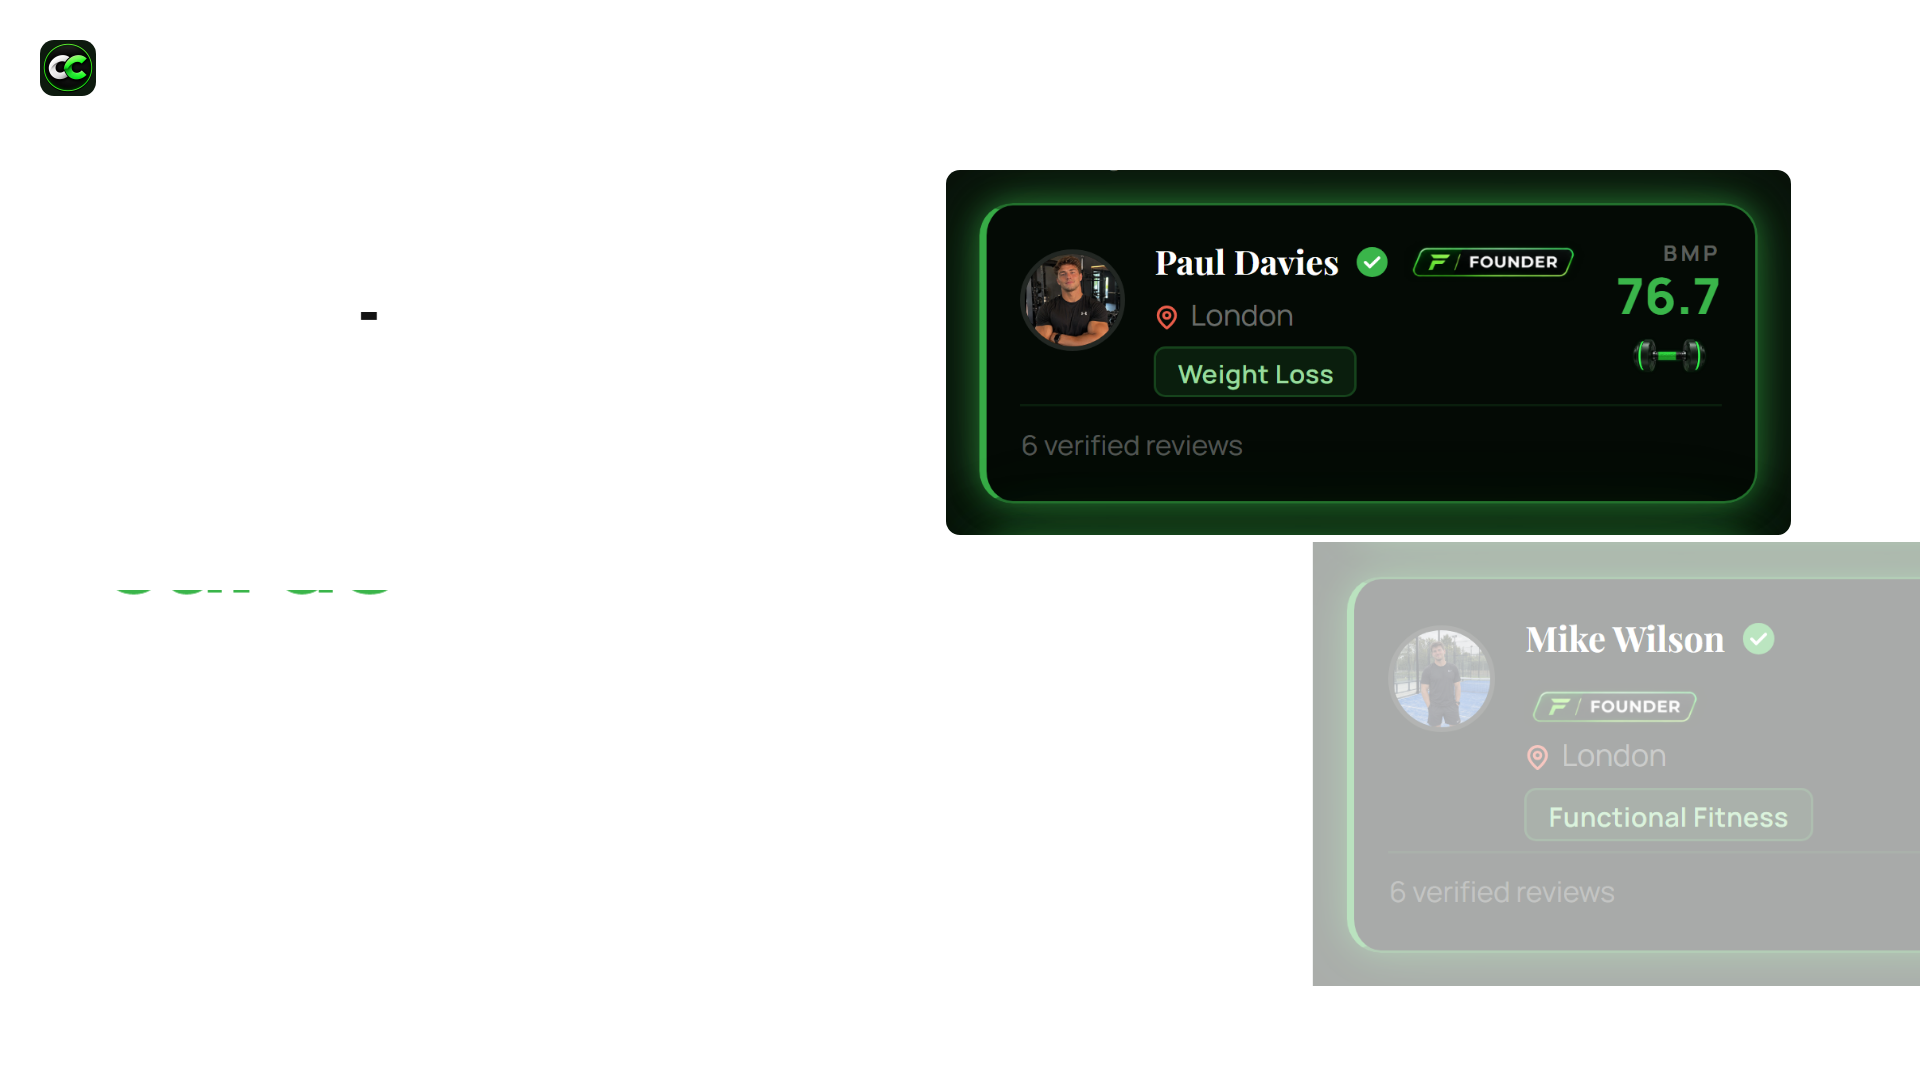 CC
-
Paul Davies
F / FOUNDER
BMP
76.7
London
Weight Loss
6 verified reviews
Mike Wilson
F / FOUNDER
London
Functional Fitness
6 verified reviews